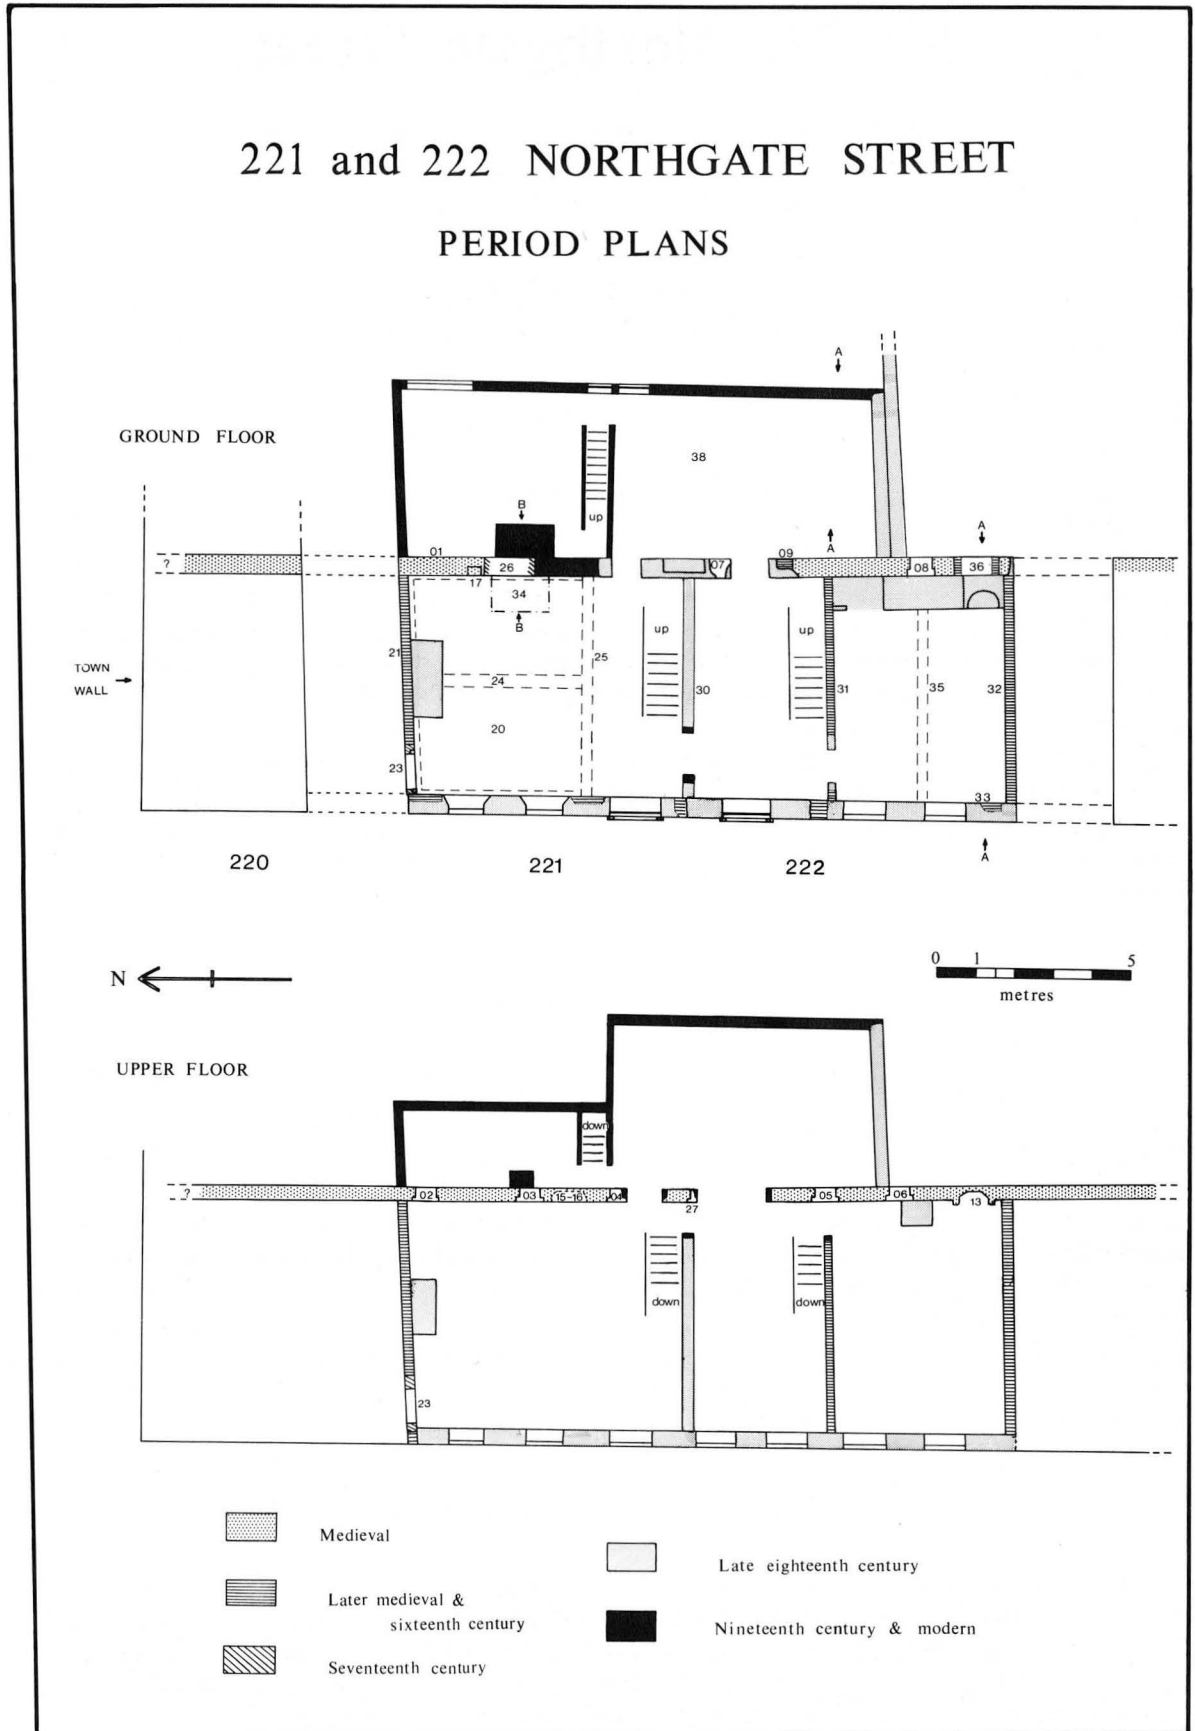 221 and 222 NORTHGATE STREET
PERIOD PLANS
GROUND FLOOR
A
38
B
up
A
A
01
09
?
26
07
08
36
17
34
B
up
up
21
25
TOWN
WALL
24
30
31
35
32
20
23
33
220
221
222
A
N
0 1 5
metres
UPPER FLOOR
down
?
02
03
15-16
04
05
06
27
13
down
down
23
Medieval
Late eighteenth century
Later medieval &
sixteenth century
Nineteenth century & modern
Seventeenth century